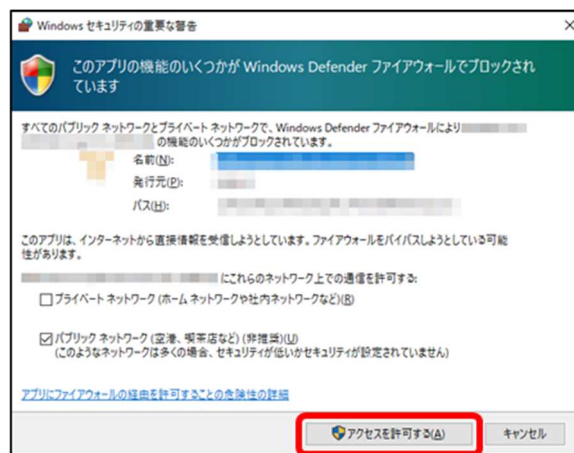 Windows セキュリティの重要な警告
このアプリの機能のいくつかが Windows Defender ファイアウォールでブロックされ
ています
すべてのパブリック ネットワークとプライベート ネットワークで、Windows Defender ファイアウォールにより
の機能のいくつかがブロックされています。
名前(N):
発行元(P):
パス(H):
このアプリは、インターネットから直接情報を受信しようとしています。ファイアウォールをバイパスしようとしている可能
性があります。
にこれらのネットワーク上での通信を許可する:
プライベート ネットワーク (ホーム ネットワークや社内ネットワークなど)(R)
パブリック ネットワーク (空港、喫茶店など) (非推奨)(U)
(このようなネットワークは多くの場合、セキュリティが低いかセキュリティが設定されていません)
アプリにファイアウォールの経由を許可することの危険性の詳細
アクセスを許可する(A)
キャンセル